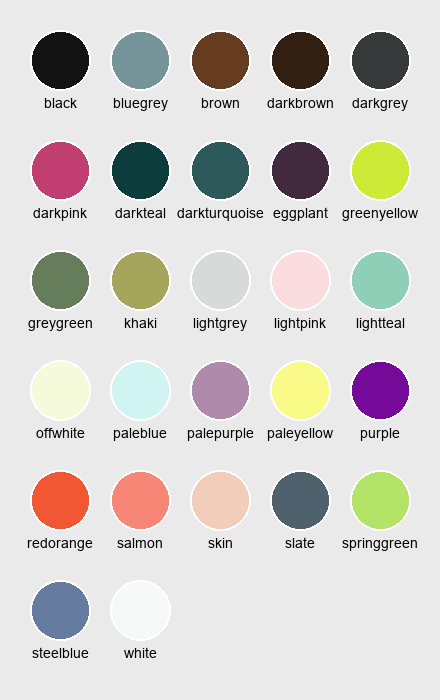 black bluegrey brown darkbrown darkgrey
darkpink darkteal darkturquoise eggplant greenyellow
greygreen khaki lightgrey lightpink lightteal
offwhite paleblue palepurple paleyellow purple
redorange salmon skin slate springgreen
steelblue white